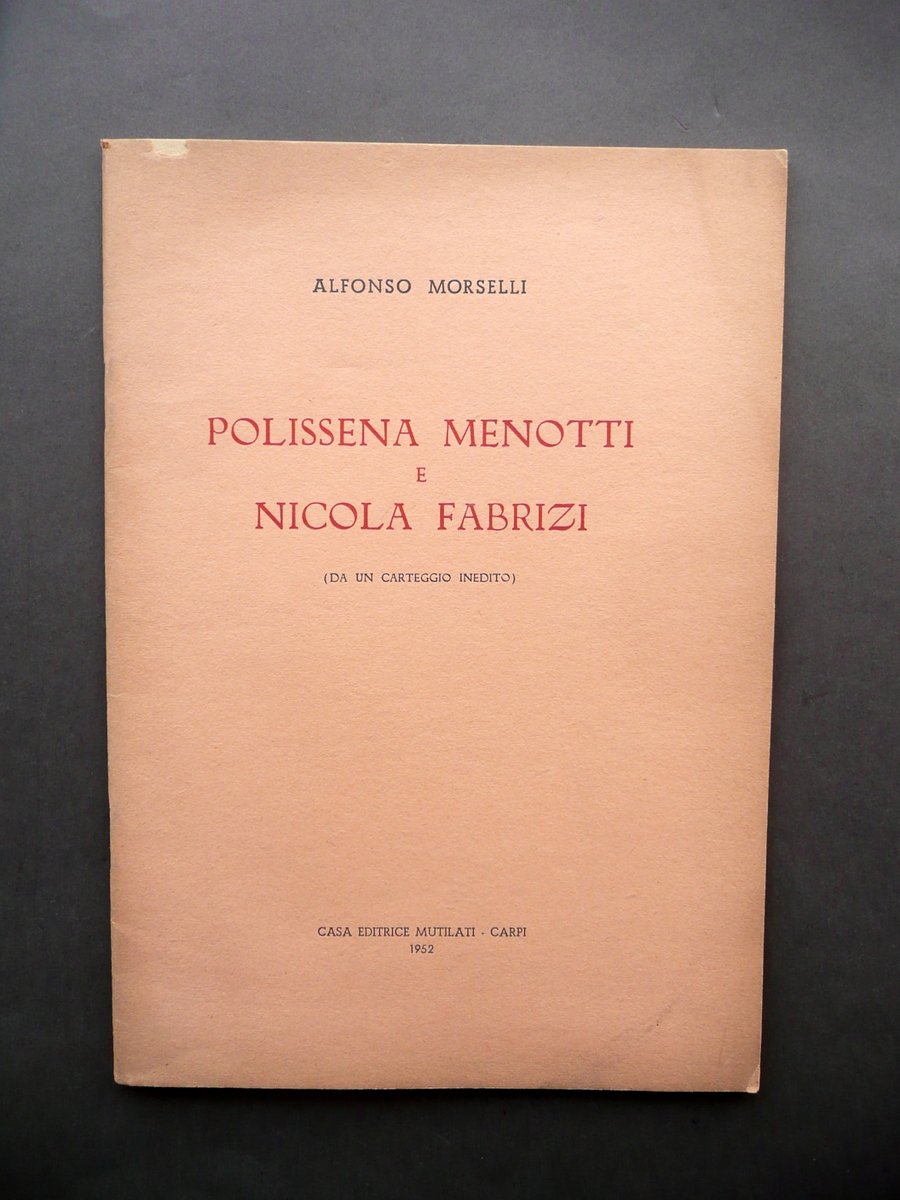 ALFONSO MORSELLI
POLISSENA MENOTTI
E
NICOLA FABRIZI
(DA UN CARTEGGIO INEDITO)
CASA EDITRICE MUTILATI - CARPI
1952